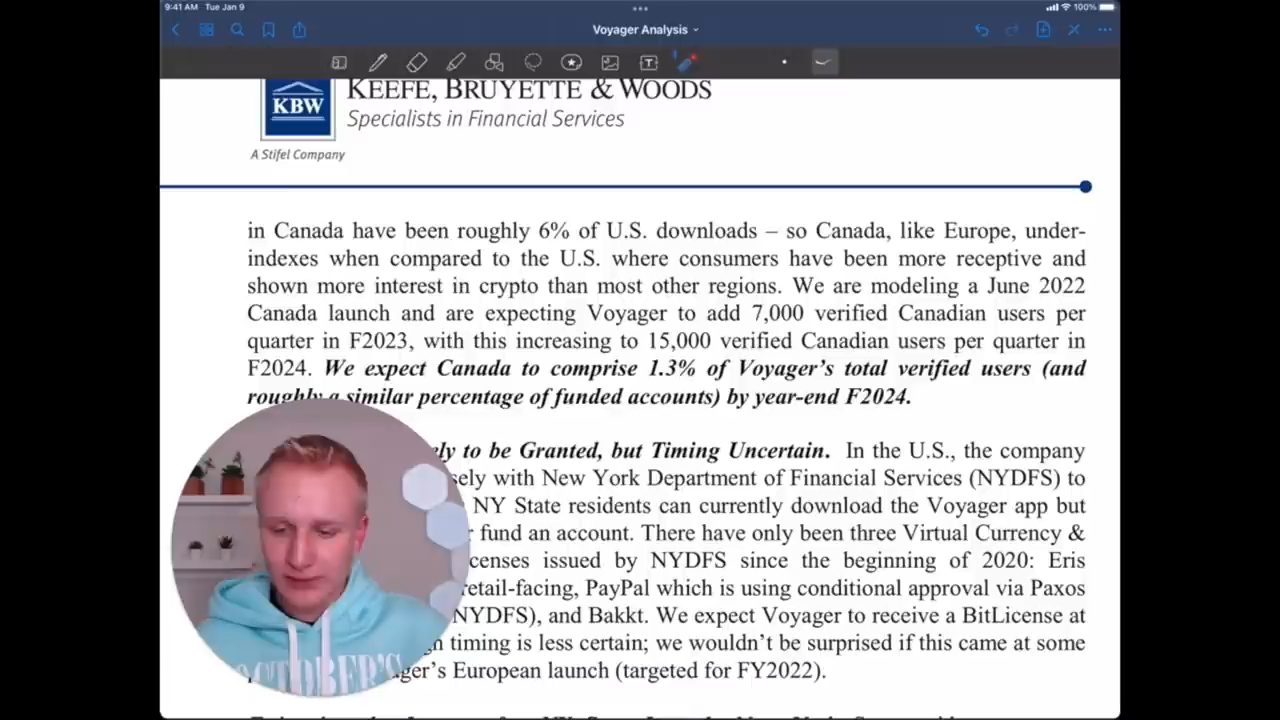 9:41 AM Tue Jan 9
100%
Voyager Analysis
KBW
KEEFE, BRUYETTE & WOODS
Specialists in Financial Services
A Stifel Company
in Canada have been roughly 6% of U.S. downloads – so Canada, like Europe, under-
indexes when compared to the U.S. where consumers have been more receptive and
shown more interest in crypto than most other regions. We are modeling a June 2022
Canada launch and are expecting Voyager to add 7,000 verified Canadian users per
quarter in F2023, with this increasing to 15,000 verified Canadian users per quarter in
F2024. We expect Canada to comprise 1.3% of Voyager's total verified users (and
roughly a similar percentage of funded accounts) by year-end F2024.
to be Granted, but Timing Uncertain. In the U.S., the company
with New York Department of Financial Services (NYDFS) to
NY State residents can currently download the Voyager app but
fund an account. There have only been three Virtual Currency &
issued by NYDFS since the beginning of 2020: Eris
retail-facing, PayPal which is using conditional approval via Paxos
NYDFS), and Bakkt. We expect Voyager to receive a BitLicense at
timing is less certain; we wouldn't be surprised if this came at some
European launch (targeted for FY2022).
OCTOBER'S